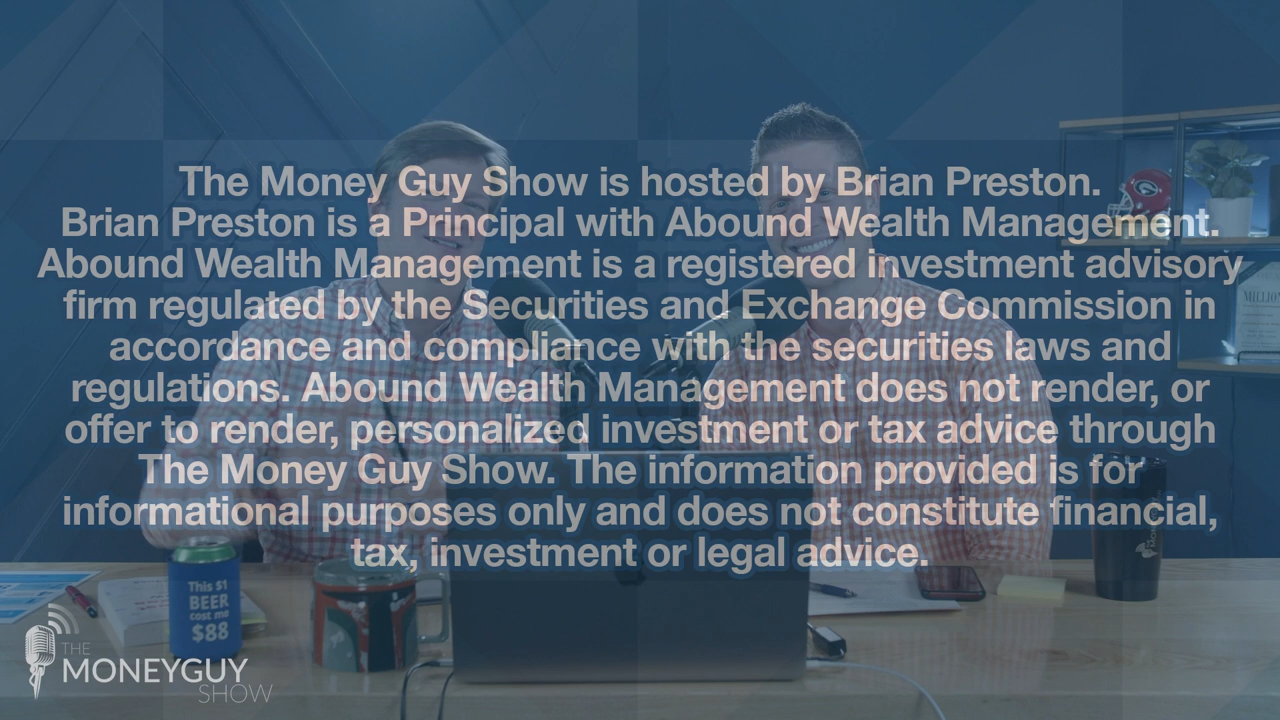 The Money Guy Show is hosted by Brian Preston.
Brian Preston is a Principal with Abound Wealth Management.
Abound Wealth Management is a registered investment advisory
firm regulated by the Securities and Exchange Commission in
accordance and compliance with the securities laws and
regulations. Abound Wealth Management does not render, or
offer to render, personalized investment or tax advice through
The Money Guy Show. The information provided is for
informational purposes only and does not constitute financial,
tax, investment or legal advice.
This $1
BEER
cost me
$88
THE
MONEYGUY
SHOW